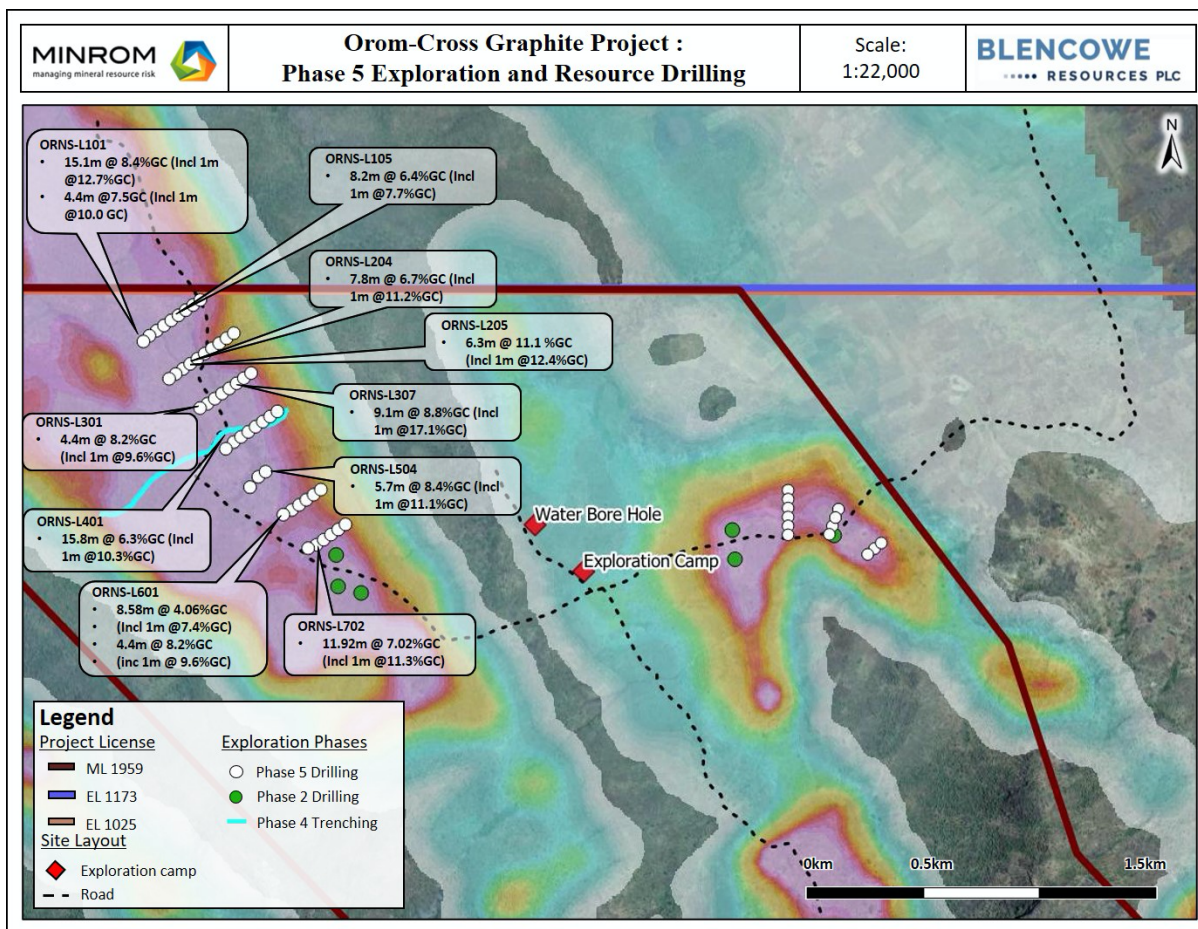 MINROM
managing mineral resource risk
Orom-Cross Graphite Project :
Phase 5 Exploration and Resource Drilling
Scale:
1:22,000
BLENCOWE
RESOURCES PLC
N
ORNS-L101
• 15.1m @ 8.4%GC (Incl 1m
@12.7%GC)
• 4.4m @7.5GC (Incl 1m
@10.0 GC)
ORNS-L105
• 8.2m @ 6.4%GC (Incl
1m @7.7%GC)
ORNS-L204
• 7.8m @ 6.7%GC (Incl
1m @11.2%GC)
ORNS-L205
• 6.3m @ 11.1 %GC
(Incl 1m @12.4%GC)
ORNS-L307
• 9.1m @ 8.8%GC (Incl
1m @17.1%GC)
ORNS-L301
• 4.4m @ 8.2%GC
(Incl 1m @9.6%GC)
ORNS-L504
• 5.7m @ 8.4%GC (Incl
1m @11.1%GC)
ORNS-L401
• 15.8m @ 6.3%GC (Incl
1m @10.3%GC)
ORNS-L601
• 8.58m @ 4.06%GC
• (Incl 1m @7.4%GC)
• 4.4m @ 8.2%GC
• (inc 1m @ 9.6%GC)
ORNS-L702
• 11.92m @ 7.02%GC
(Incl 1m @11.3%GC)
Water Bore Hole
Exploration Camp
Legend
Project License
ML 1959
EL 1173
EL 1025
Site Layout
Exploration camp
Road
Exploration Phases
Phase 5 Drilling
Phase 2 Drilling
Phase 4 Trenching
0km
0.5km
1.5km